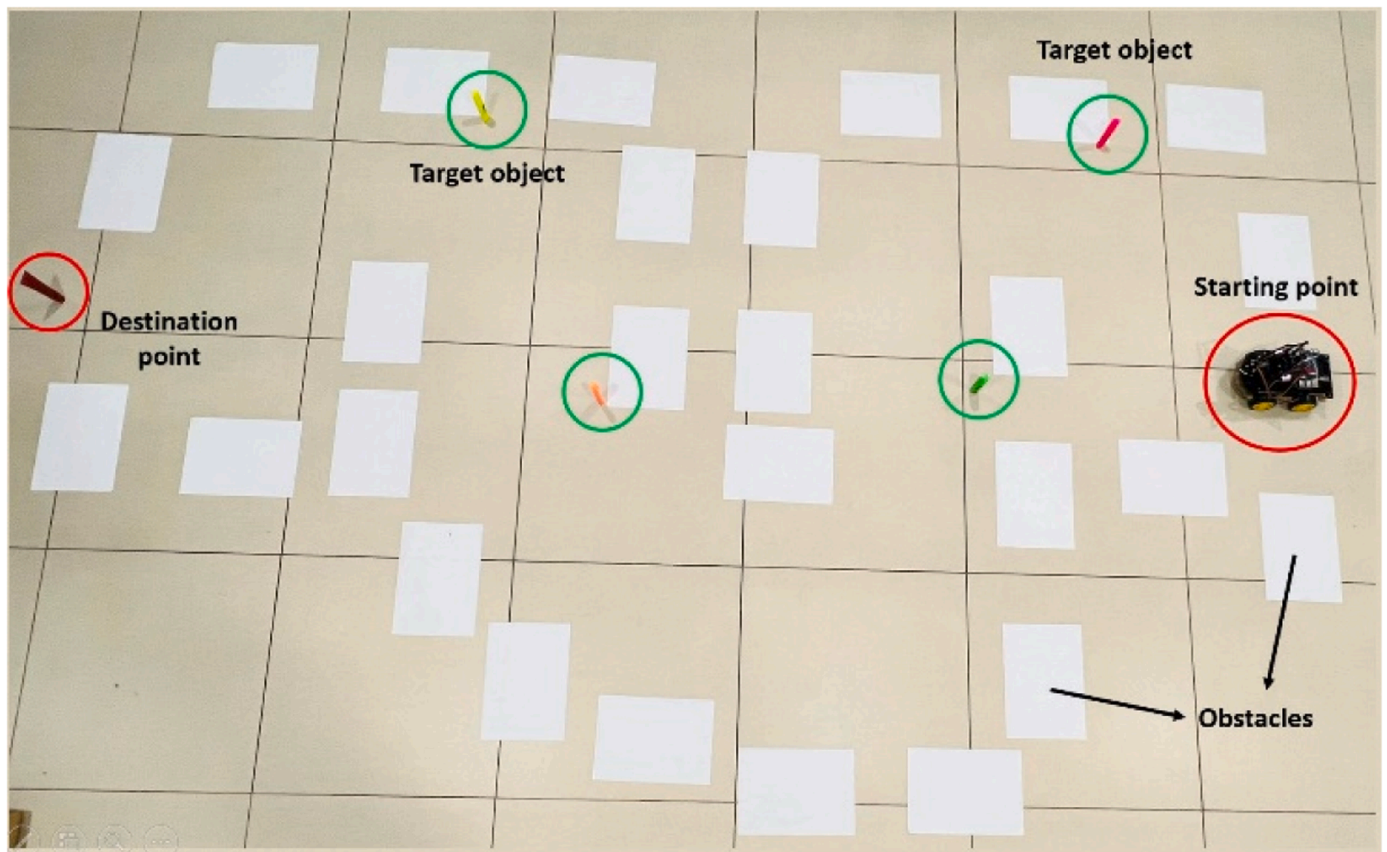 Target object
Target object
Starting point
Destination
point
Obstacles